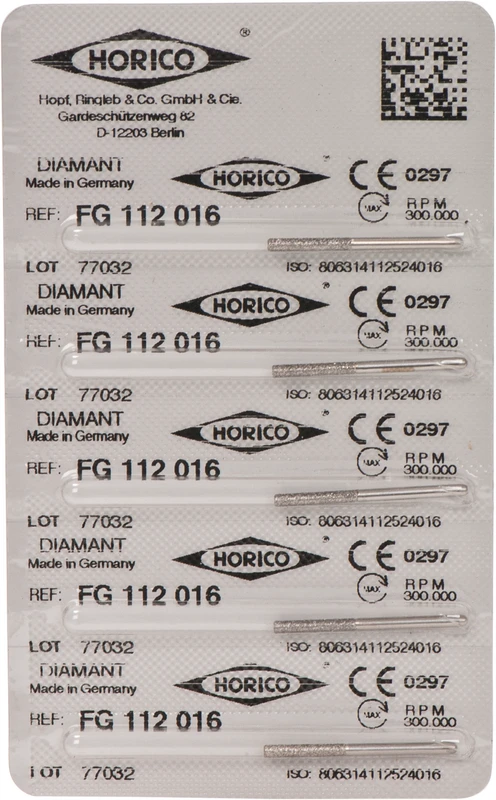 HORICO®
Hopf, Ringleb & Co. GmbH & Cie.
Gardeschützenweg 82
D-12203 Berlin
DIAMANT
Made in Germany
HORICO®
CE 0297
REF: FG 112 016
MAX
RPM
300.000
LOT 77032
ISO: 806314112524016
DIAMANT
Made in Germany
HORICO®
CE 0297
REF: FG 112 016
MAX
RPM
300.000
LOT 77032
ISO: 806314112524016
DIAMANT
Made in Germany
HORICO®
CE 0297
REF: FG 112 016
MAX
RPM
300.000
LOT 77032
ISO: 806314112524016
DIAMANT
Made in Germany
HORICO®
CE 0297
REF: FG 112 016
MAX
RPM
300.000
LOT 77032
ISO: 806314112524016
DIAMANT
Made in Germany
HORICO®
CE 0297
REF: FG 112 016
MAX
RPM
300.000
LOT 77032
ISO: 806314112524016